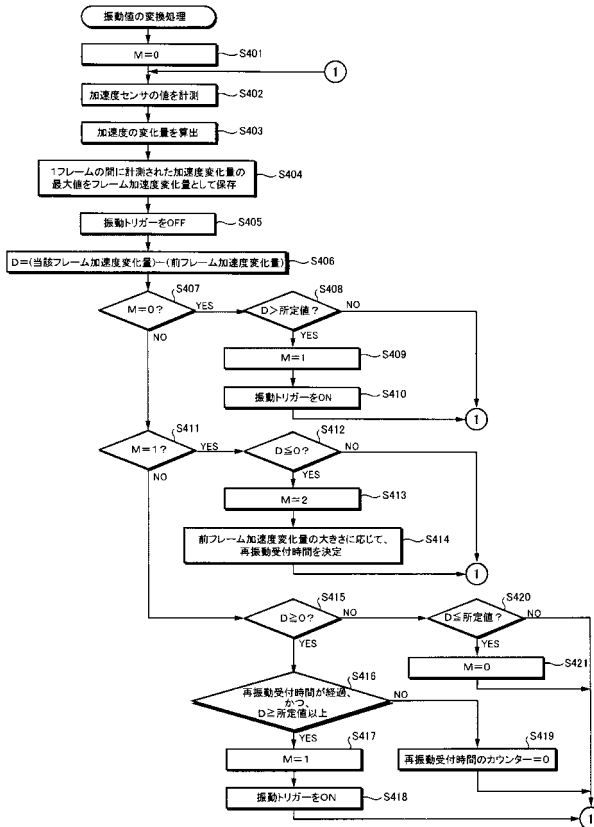 振動値の変換処理
M=0
S401
1
加速度センサの値を計測
S402
加速度の変化量を算出
S403
1フレームの間に計測された加速度変化量の
最大値をフレーム加速度変化量として保存
S404
振動トリガーをOFF
S405
D=(当該フレーム加速度変化量)-(前フレーム加速度変化量)
S406
S407
M=0?
YES
NO
S408
D>所定値?
NO
YES
M=1
S409
振動トリガーをON
S410
1
S411
M=1?
YES
NO
S412
D≦0?
NO
YES
M=2
S413
前フレーム加速度変化量の大きさに応じて、
再振動受付時間を決定
S414
1
S415
D≧0?
NO
YES
S420
D≦所定値?
NO
YES
M=0
S421
S416
再振動受付時間が経過、
かつ、
D≧所定値以上
NO
YES
M=1
S417
S419
再振動受付時間のカウンター=0
振動トリガーをON
S418
1